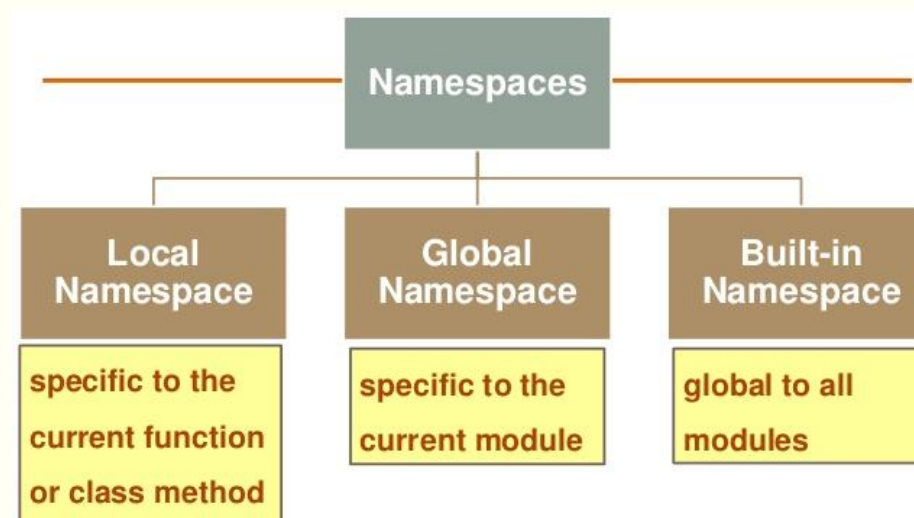 Namespaces
Local
Namespace
specific to the
current function
or class method
Global
Namespace
specific to the
current module
Built-in
Namespace
global to all
modules